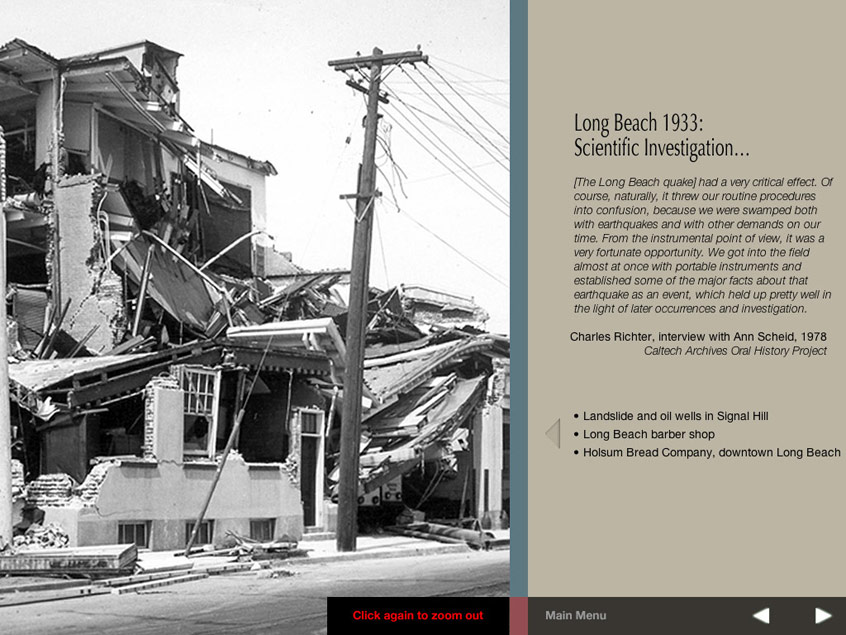 Long Beach 1933:
Scientific Investigation...
[The Long Beach quake] had a very critical effect. Of
course, naturally, it threw our routine procedures
into confusion, because we were swamped both
with earthquakes and with other demands on our
time. From the instrumental point of view, it was a
very fortunate opportunity. We got into the field
almost at once with portable instruments and
established some of the major facts about that
earthquake as an event, which held up pretty well in
the light of later occurrences and investigation.
Charles Richter, interview with Ann Scheid, 1978
Caltech Archives Oral History Project
• Landslide and oil wells in Signal Hill
• Long Beach barber shop
• Holsum Bread Company, downtown Long Beach
Click again to zoom out
Main Menu